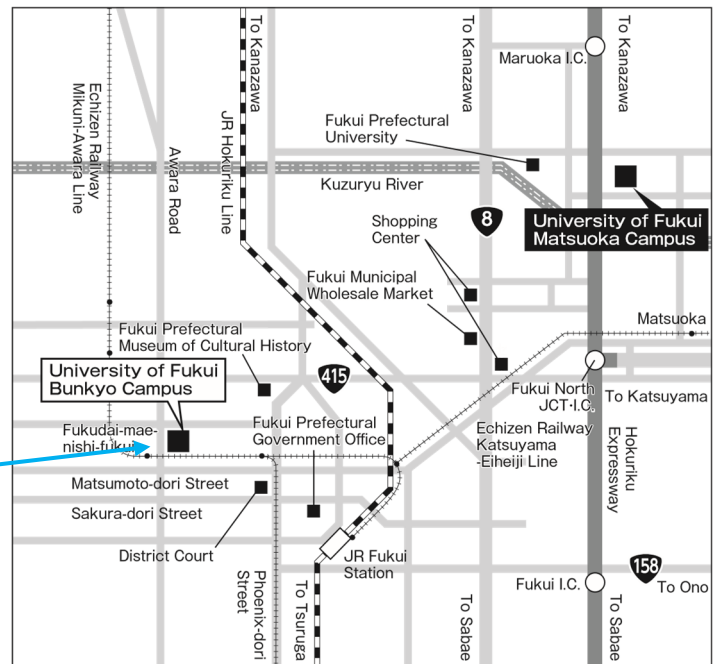 To Kanazawa
To Kanazawa
To Kanazawa
Maruoka I.C.
Echizen Railway
Mikuni-Awara Line
Awara Road
JR Hokuriku Line
Fukui Prefectural
University
Kuzuryu River
8
University of Fukui
Matsuoka Campus
Shopping
Center
Fukui Municipal
Wholesale Market
Matsuoka
Fukui Prefectural
Museum of Cultural History
University of Fukui
Bunkyo Campus
415
Fukui North
JCT·I.C.
To Katsuyama
Fukudai-mae-
nishi-fukui
Fukui Prefectural
Government Office
Echizen Railway
Katsuyama
-Eiheiji Line
Hokuriku
Expressway
Matsumoto-dori Street
Sakura-dori Street
District Court
JR Fukui
Station
Phoenix-dori
Street
To Tsuruga
To Sabae
Fukui I.C.
158
To Ono
To Sabae